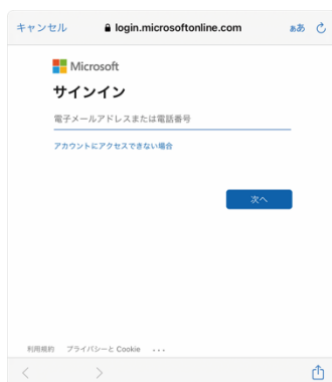 キャンセル login.microsoftonline.com ぁあ
Microsoft
サインイン
電子メールアドレスまたは電話番号
アカウントにアクセスできない場合
次へ
利用規約 プライバシーと Cookie ...